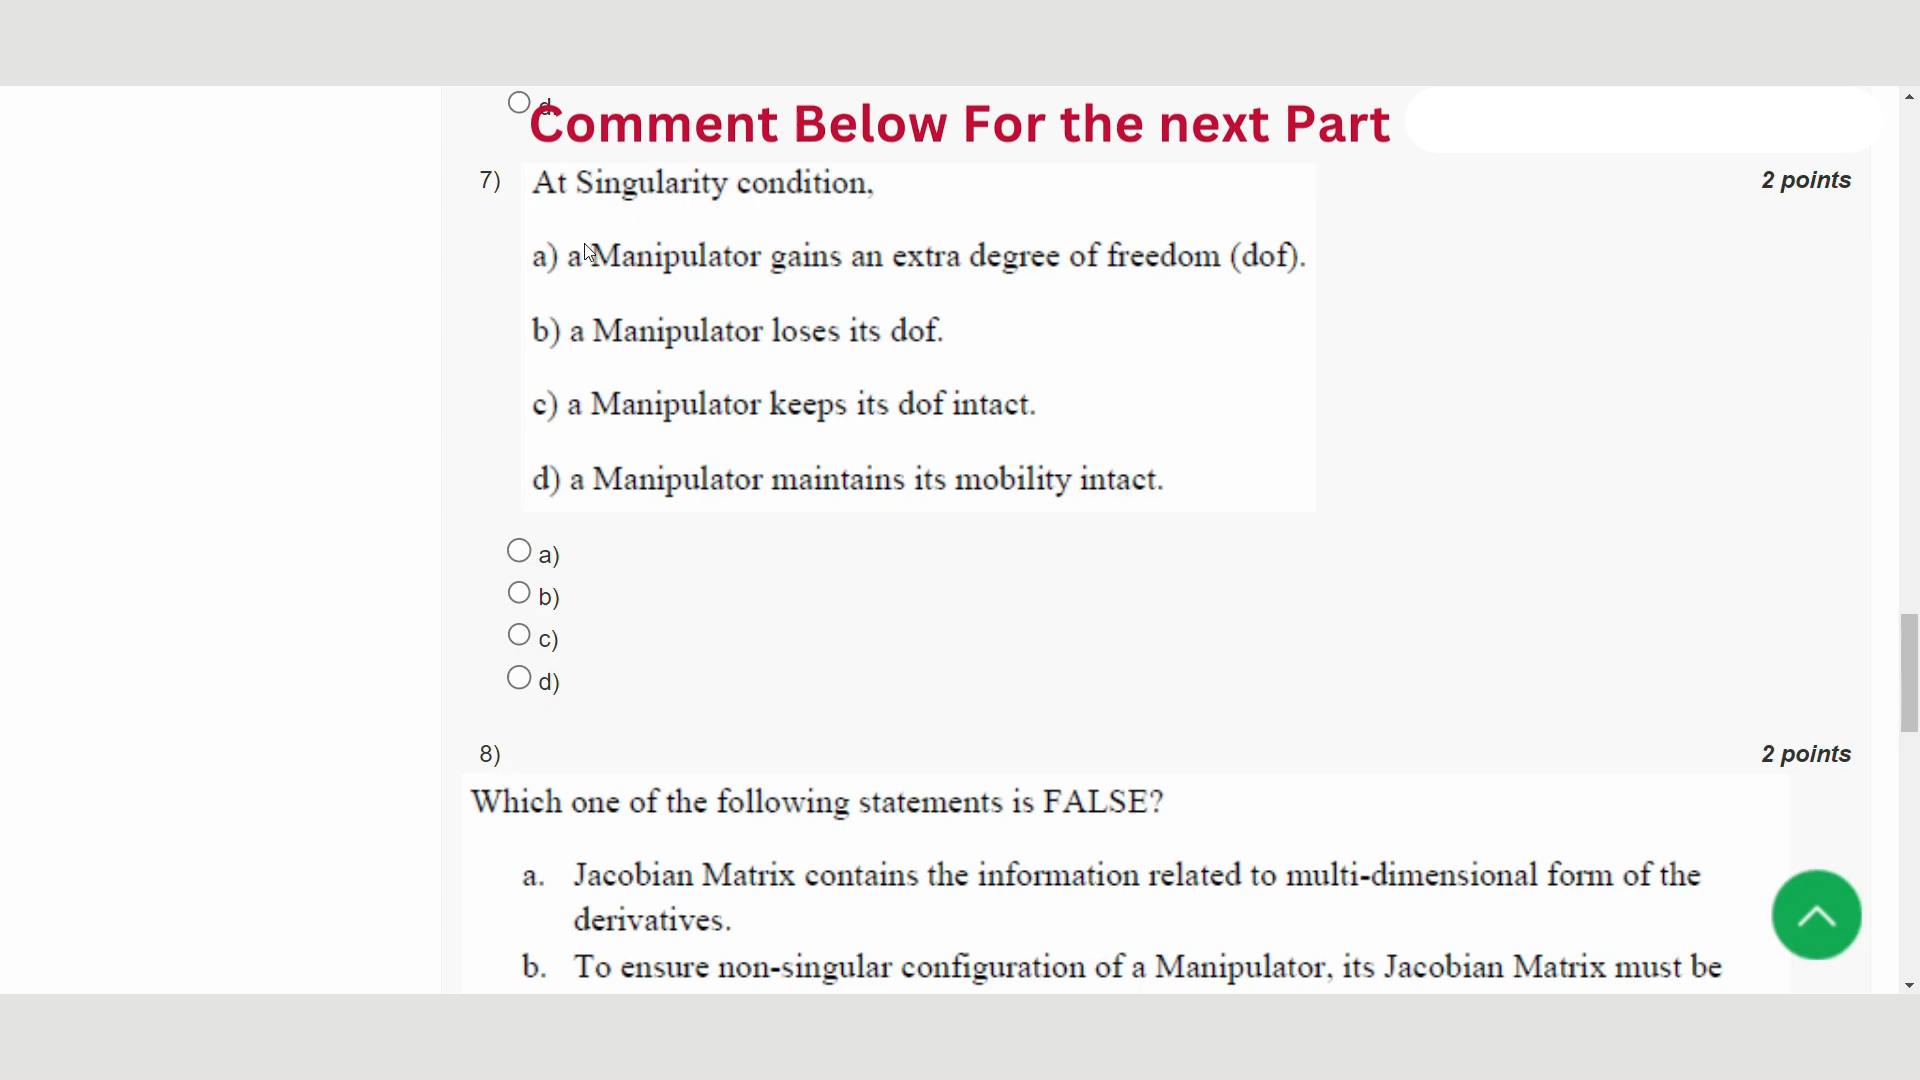 d.
Comment Below For the next Part
7) At Singularity condition, 2 points
a) a Manipulator gains an extra degree of freedom (dof).
b) a Manipulator loses its dof.
c) a Manipulator keeps its dof intact.
d) a Manipulator maintains its mobility intact.
a)
b)
c)
d)
8) 2 points
Which one of the following statements is FALSE?
a. Jacobian Matrix contains the information related to multi-dimensional form of the
derivatives.
b. To ensure non-singular configuration of a Manipulator, its Jacobian Matrix must be